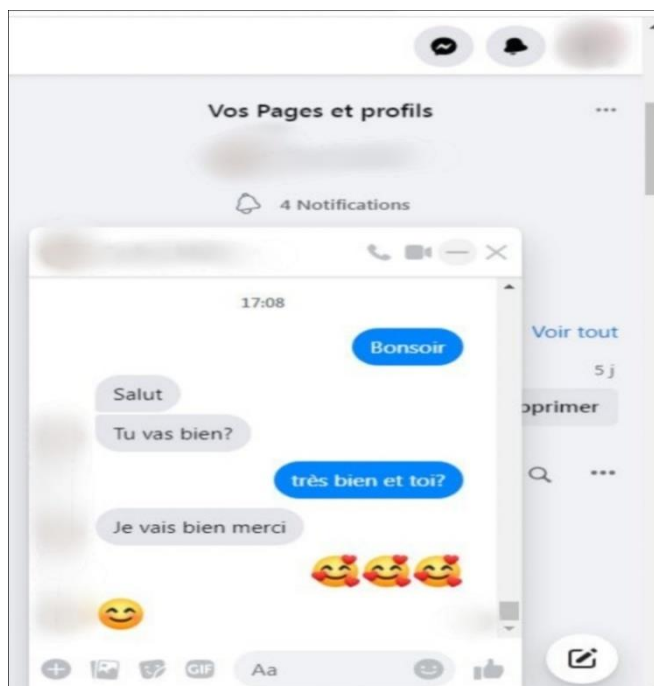 Vos Pages et profils
4 Notifications
17:08
Bonsoir
Voir tout
5 j
Salut
pprimer
Tu vas bien?
très bien et toi?
Je vais bien merci
GIF
Aa